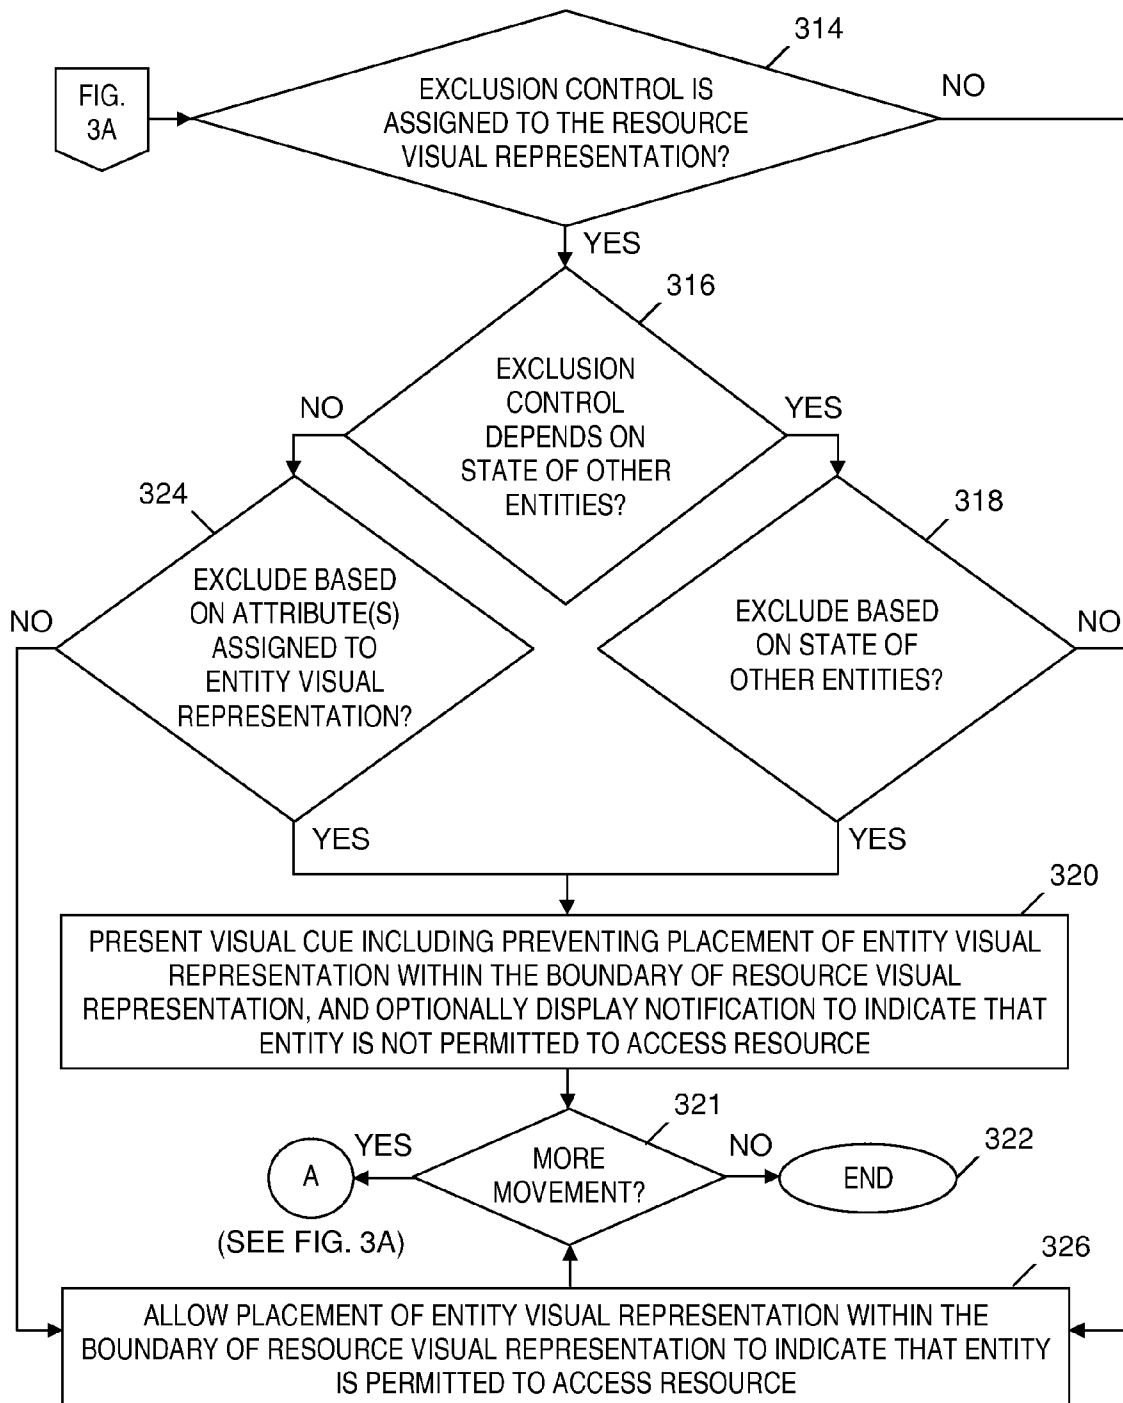 314
FIG.
3A
EXCLUSION CONTROL IS
ASSIGNED TO THE RESOURCE
VISUAL REPRESENTATION?
NO
YES
316
EXCLUSION
CONTROL
DEPENDS ON
STATE OF OTHER
ENTITIES?
NO
YES
324
EXCLUDE BASED
ON ATTRIBUTE(S)
ASSIGNED TO
ENTITY VISUAL
REPRESENTATION?
NO
YES
318
EXCLUDE BASED
ON STATE OF
OTHER ENTITIES?
NO
YES
320
PRESENT VISUAL CUE INCLUDING PREVENTING PLACEMENT OF ENTITY VISUAL
REPRESENTATION WITHIN THE BOUNDARY OF RESOURCE VISUAL
REPRESENTATION, AND OPTIONALLY DISPLAY NOTIFICATION TO INDICATE THAT
ENTITY IS NOT PERMITTED TO ACCESS RESOURCE
321
MORE
MOVEMENT?
YES
A
(SEE FIG. 3A)
NO
END
322
326
ALLOW PLACEMENT OF ENTITY VISUAL REPRESENTATION WITHIN THE
BOUNDARY OF RESOURCE VISUAL REPRESENTATION TO INDICATE THAT ENTITY
IS PERMITTED TO ACCESS RESOURCE